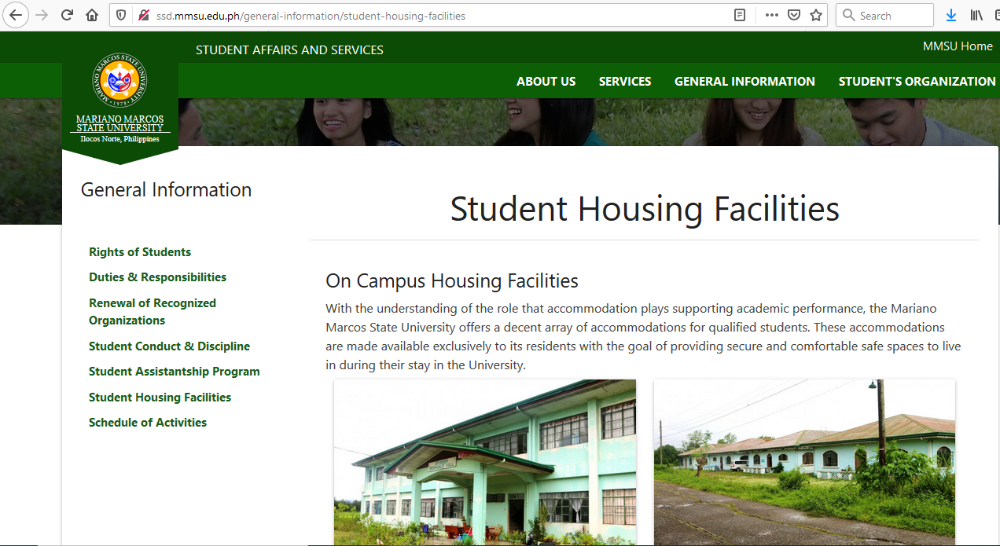 ssd.mmsu.edu.ph/general-information/student-housing-facilities
Search
STUDENT AFFAIRS AND SERVICES
MMSU Home
ABOUT US SERVICES GENERAL INFORMATION STUDENT'S ORGANIZATION
MARIANO MARCOS STATE UNIVERSITY
• 1978 •
MARIANO MARCOS
STATE UNIVERSITY
Ilocos Norte, Philippines
General Information
Rights of Students
Duties & Responsibilities
Renewal of Recognized
Organizations
Student Conduct & Discipline
Student Assistantship Program
Student Housing Facilities
Schedule of Activities
Student Housing Facilities
On Campus Housing Facilities
With the understanding of the role that accommodation plays supporting academic performance, the Mariano
Marcos State University offers a decent array of accommodations for qualified students. These accommodations
are made available exclusively to its residents with the goal of providing secure and comfortable safe spaces to live
in during their stay in the University.